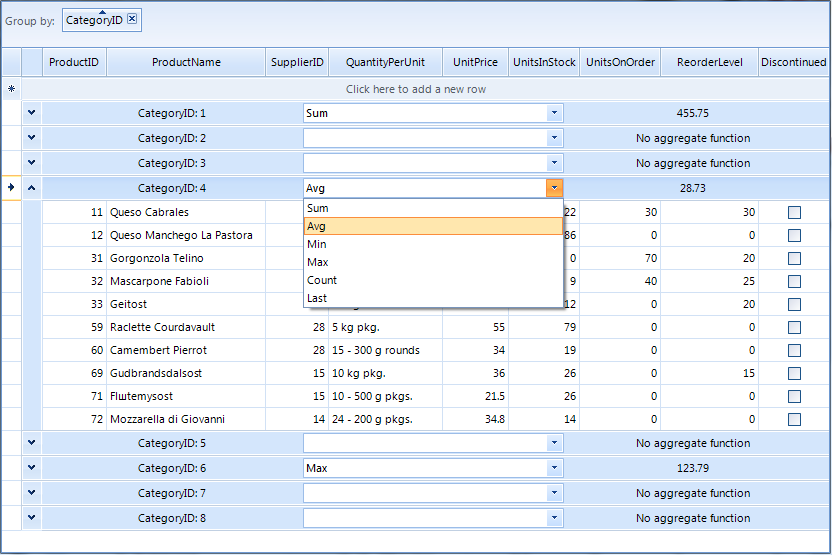 Group by: CategoryID
ProductID ProductName SupplierID QuantityPerUnit UnitPrice UnitsInStock UnitsOnOrder ReorderLevel Discontinued
Click here to add a new row
CategoryID: 1 Sum 455.75
CategoryID: 2 No aggregate function
CategoryID: 3 No aggregate function
CategoryID: 4 Avg 28.73
Sum
11 Queso Cabrales 22 30 30
Avg
12 Queso Manchego La Pastora 86 0 0
Min
31 Gorgonzola Telino 0 70 20
Max
32 Mascarpone Fabioli 9 40 25
Count
Last
33 Geitost 12 0 20
59 Raclette Courdavault 28 5 kg pkg. 55 79 0 0
60 Camembert Pierrot 28 15 - 300 g rounds 34 19 0 0
69 Gudbrandsdalsost 15 10 kg pkg. 36 26 0 15
71 Flutemysost 15 10 - 500 g pkgs. 21.5 26 0 0
72 Mozzarella di Giovanni 14 24 - 200 g pkgs. 34.8 14 0 0
CategoryID: 5 No aggregate function
CategoryID: 6 Max 123.79
CategoryID: 7 No aggregate function
CategoryID: 8 No aggregate function